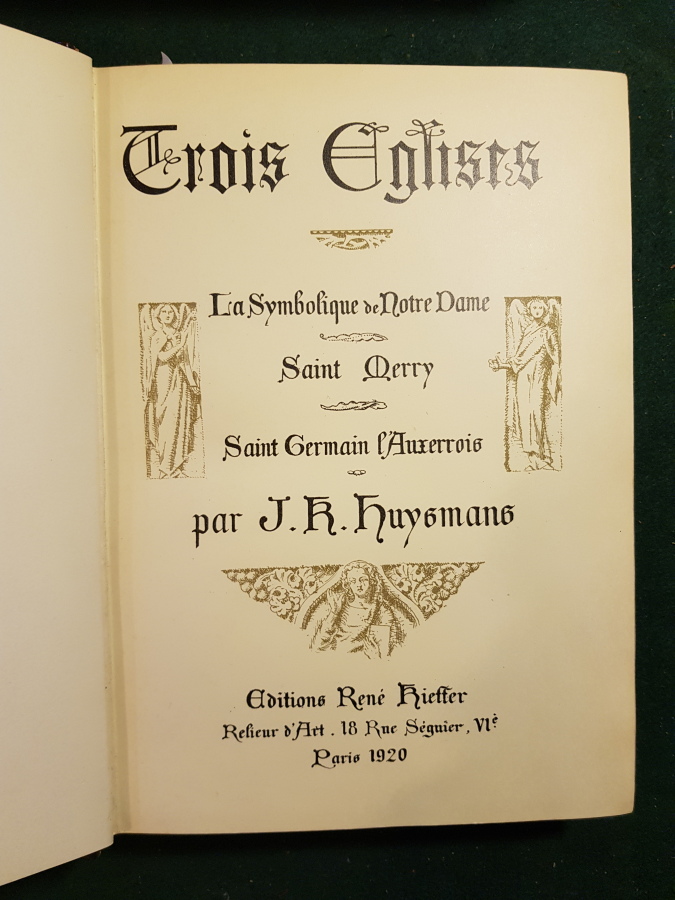 Trois Eglises
La Symbolique de Notre Dame
Saint Merry
Saint Germain l'Auxerrois
par J. K. Huysmans
Editions René Kieffer
Relieur d'Art . 18 Rue Séguier, VIè
Paris 1920